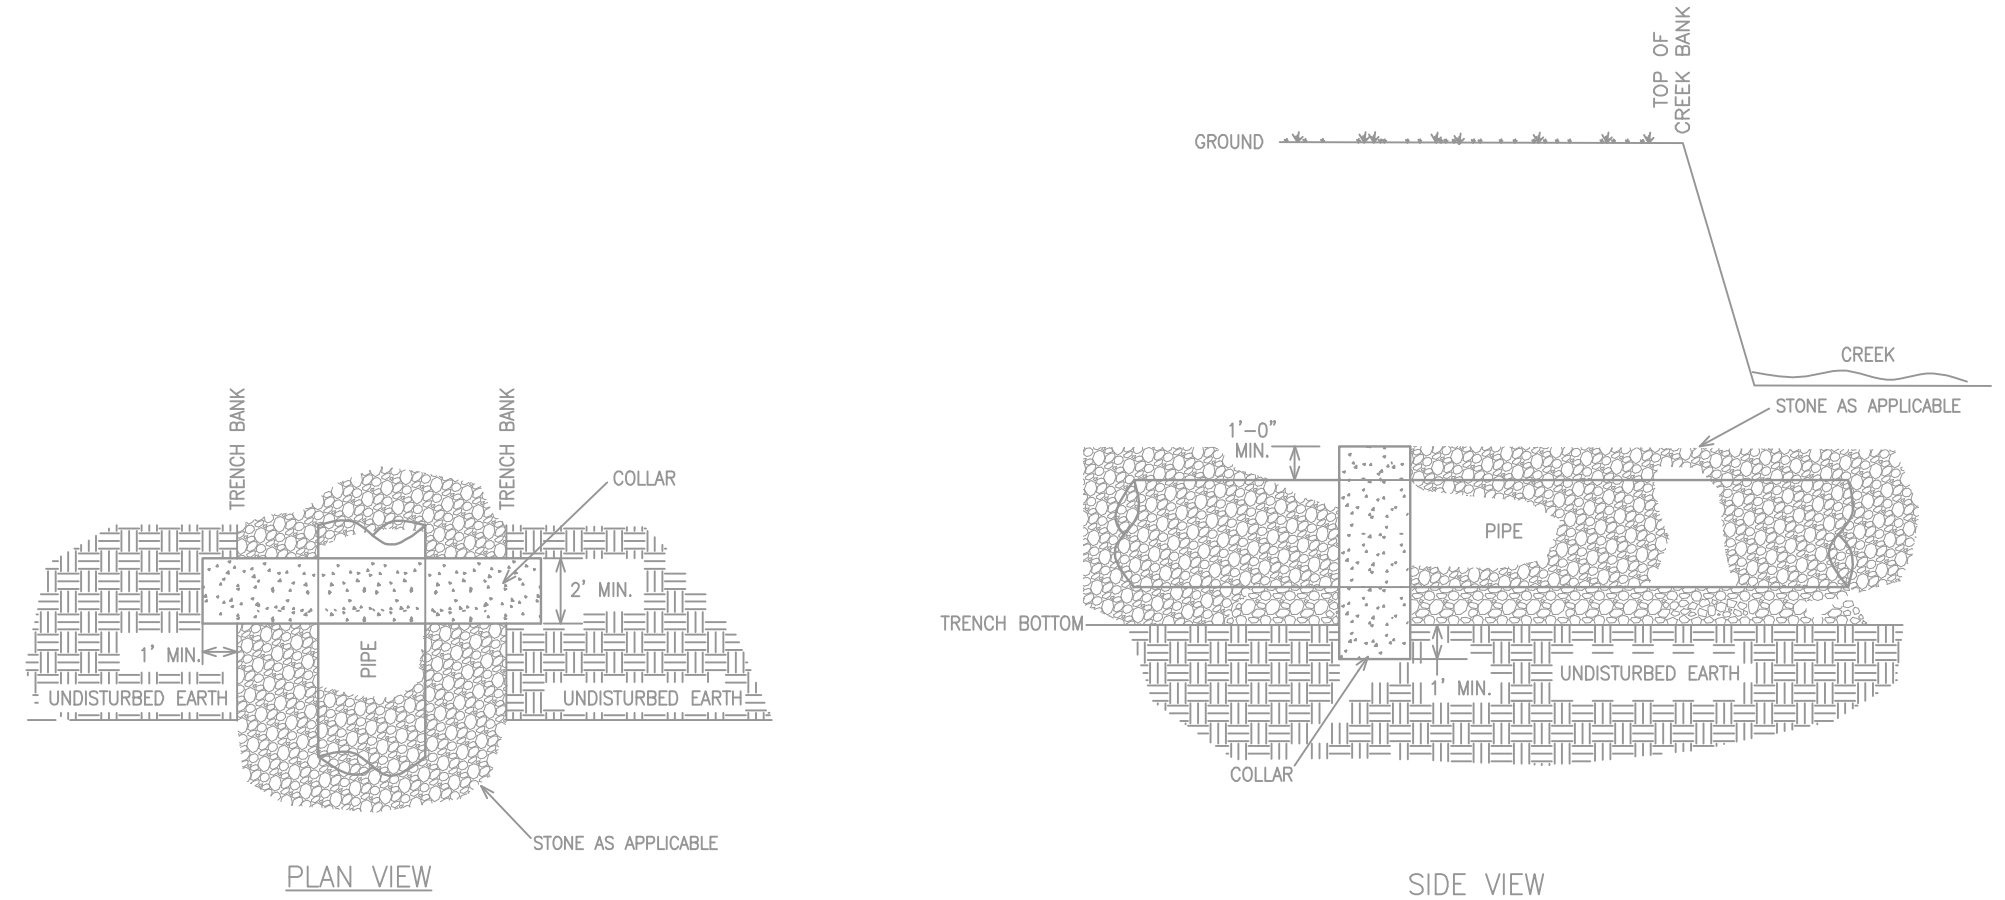 TOP OF
CREEK BANK
GROUND
CREEK
STONE AS APPLICABLE
TRENCH BANK
TRENCH BANK
COLLAR
2' MIN.
1' MIN.
PIPE
UNDISTURBED EARTH
UNDISTURBED EARTH
STONE AS APPLICABLE
PLAN VIEW
1'-0"
MIN.
PIPE
TRENCH BOTTOM
UNDISTURBED EARTH
1' MIN.
COLLAR
SIDE VIEW